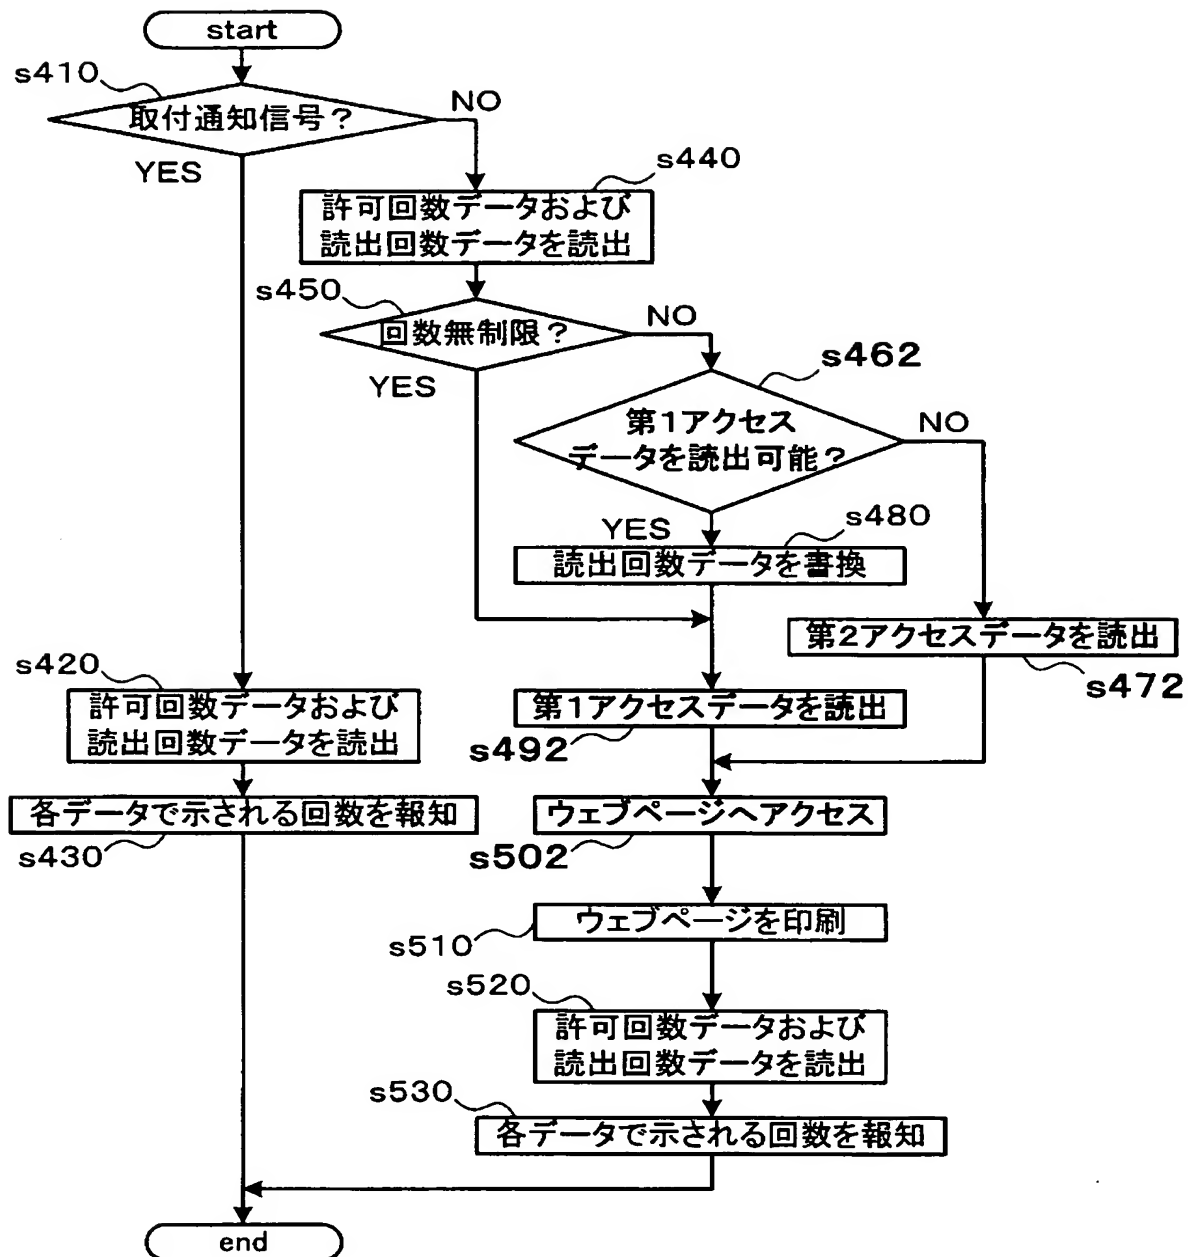 start
s410
取付通知信号？
NO
YES
s440
許可回数データおよび
読出回数データを読出
s450
回数無制限？
NO
YES
s462
第1アクセス
データを読出可能？
NO
YES
s480
読出回数データを書換
第2アクセスデータを読出
s472
s420
許可回数データおよび
読出回数データを読出
第1アクセスデータを読出
s492
各データで示される回数を報知
s430
ウェブページへアクセス
s502
ウェブページを印刷
s510
s520
許可回数データおよび
読出回数データを読出
s530
各データで示される回数を報知
end